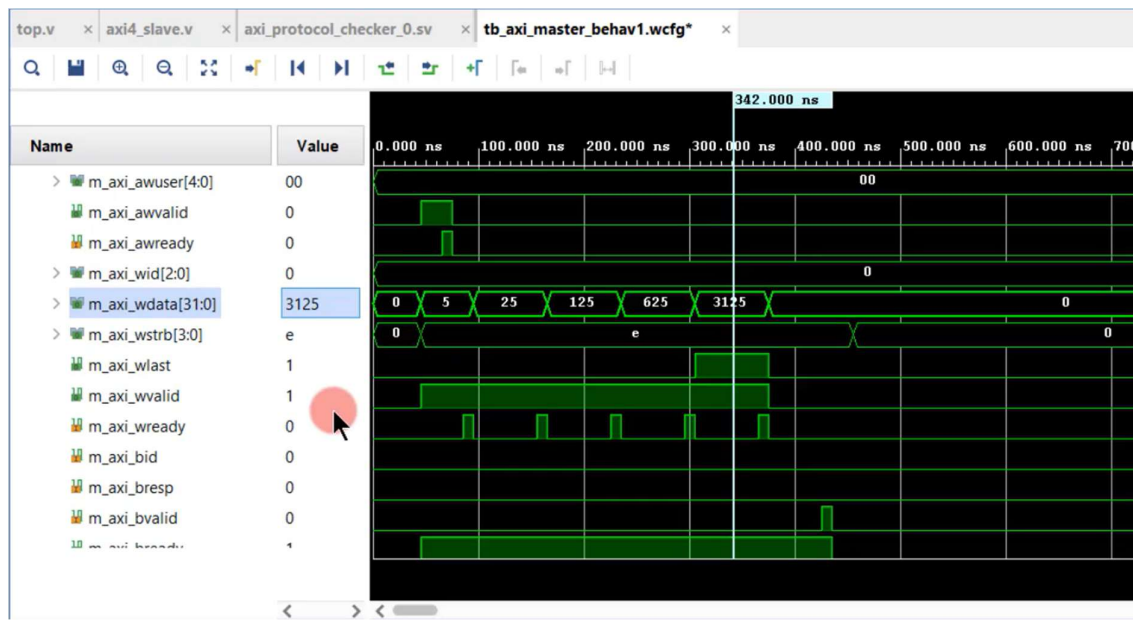 top.v × axi4_slave.v × axi_protocol_checker_0.sv × tb_axi_master_behav1.wcfg* ×
342.000 ns
Name Value 0.000 ns 100.000 ns 200.000 ns 300.000 ns 400.000 ns 500.000 ns 600.000 ns 700
m_axi_awuser[4:0] 00 00
m_axi_awvalid 0
m_axi_awready 0
m_axi_wid[2:0] 0 0
m_axi_wdata[31:0] 3125 0 5 25 125 625 3125 0
m_axi_wstrb[3:0] e 0 e 0
m_axi_wlast 1
m_axi_wvalid 1
m_axi_wready 0
m_axi_bid 0
m_axi_bresp 0
m_axi_bvalid 0
m_axi_bready 1